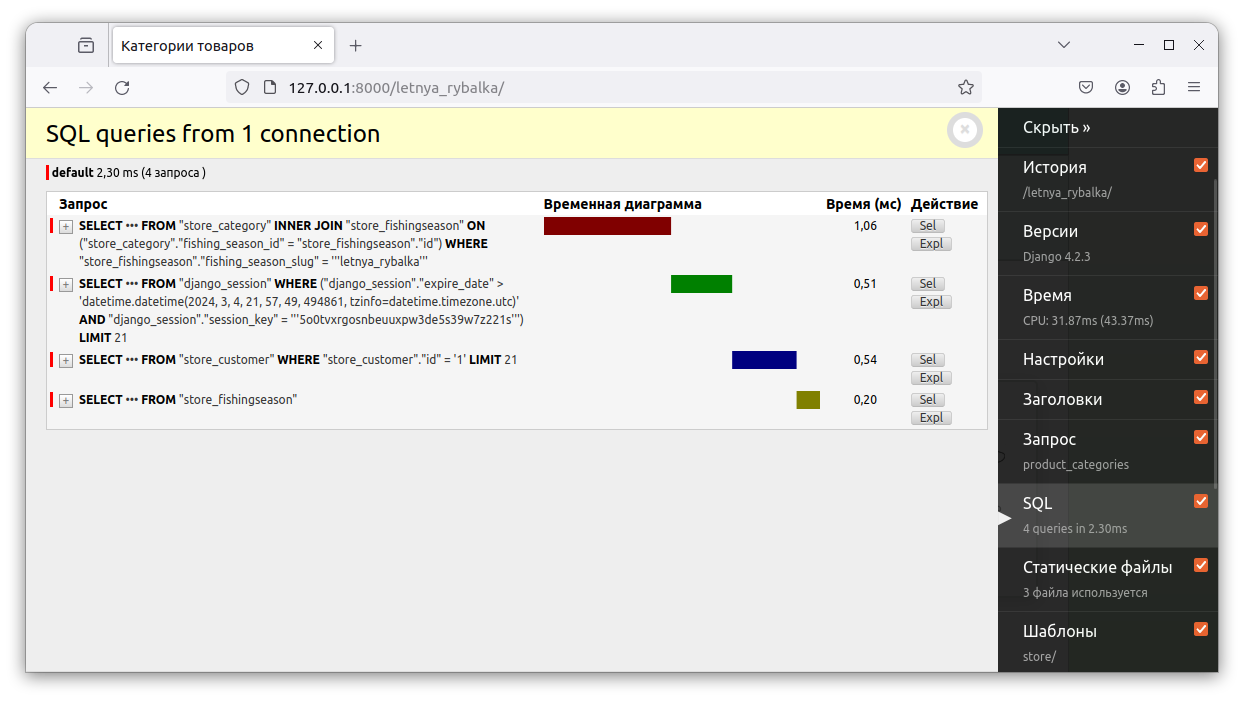 Категории товаров
127.0.0.1:8000/letnya_rybalka/
SQL queries from 1 connection
default 2,30 ms (4 запроса )
Запрос Временная диаграмма Время (мс) Действие
SELECT ••• FROM "store_category" INNER JOIN "store_fishingseason" ON 1,06 Sel
("store_category"."fishing_season_id" = "store_fishingseason"."id") WHERE Expl
"store_fishingseason"."fishing_season_slug" = '''letnya_rybalka'''
SELECT ••• FROM "django_session" WHERE ("django_session"."expire_date" > 0,51 Sel
'datetime.datetime(2024, 3, 4, 21, 57, 49, 494861, tzinfo=datetime.timezone.utc)' Expl
AND "django_session"."session_key" = '''5o0tvxrgosnbeuuxpw3de5s39w7z221s''')
LIMIT 21
SELECT ••• FROM "store_customer" WHERE "store_customer"."id" = '1' LIMIT 21 0,54 Sel
Expl
SELECT ••• FROM "store_fishingseason" 0,20 Sel
Expl
Скрыть »
История
/letnya_rybalka/
Версии
Django 4.2.3
Время
CPU: 31.87ms (43.37ms)
Настройки
Заголовки
Запрос
product_categories
SQL
4 queries in 2.30ms
Статические файлы
3 файла используется
Шаблоны
store/